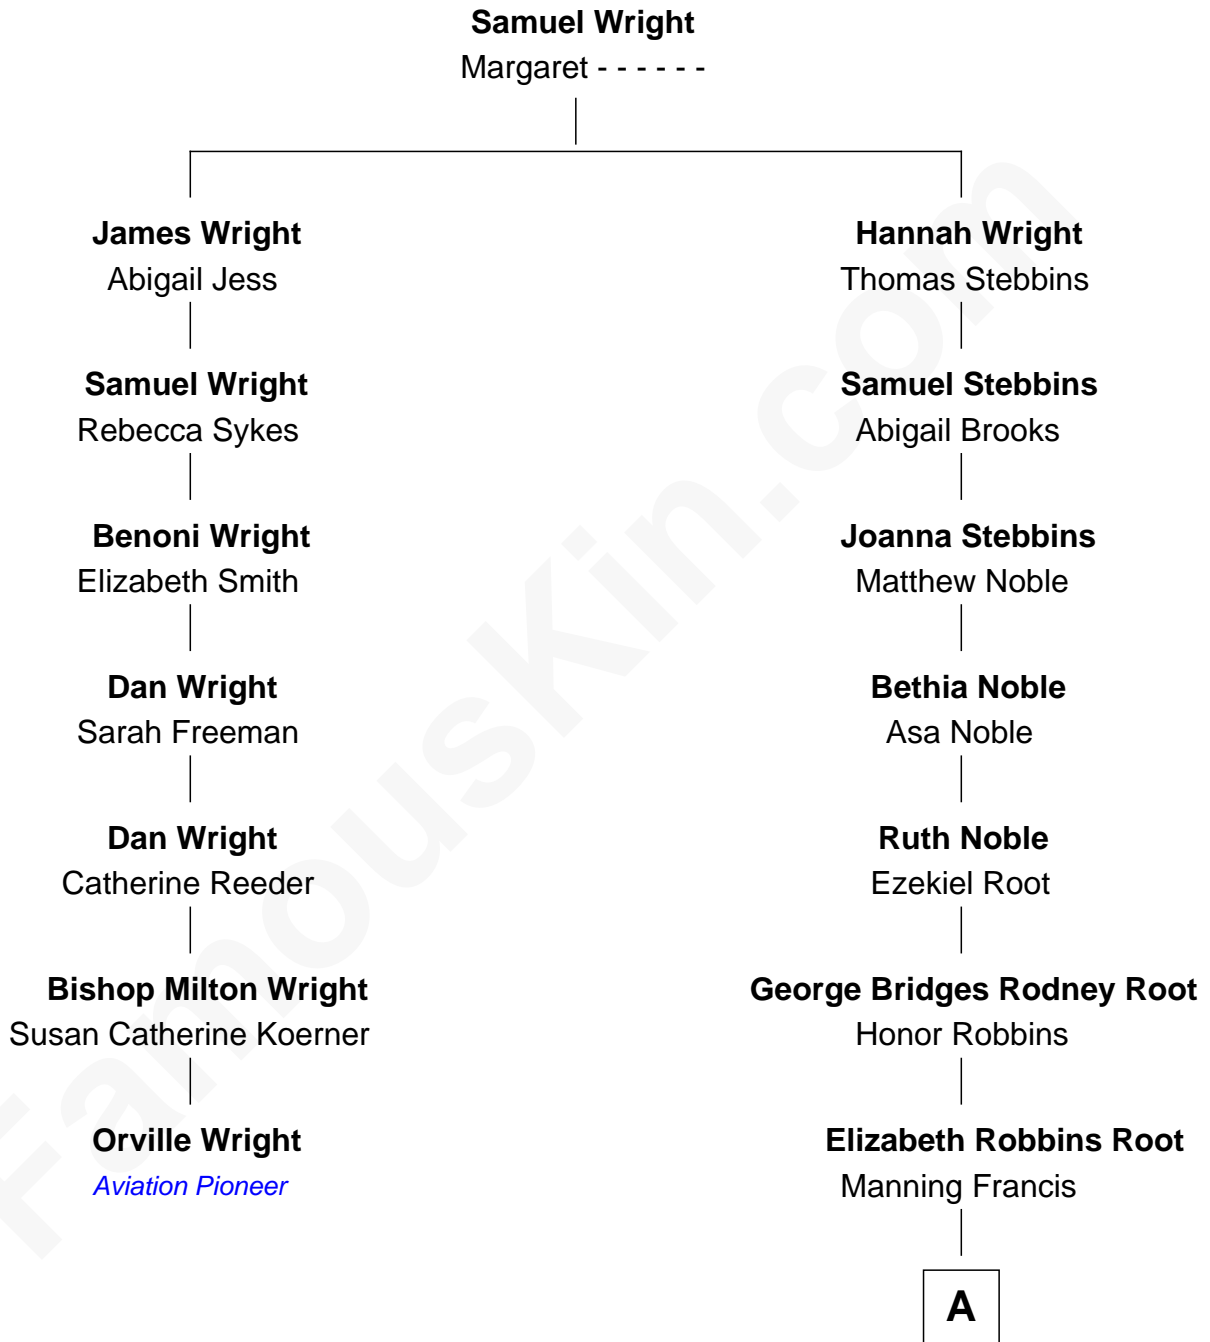 Samuel Wright
Margaret - - - - - -
James Wright
Abigail Jess
Hannah Wright
Thomas Stebbins
Samuel Wright
Rebecca Sykes
Samuel Stebbins
Abigail Brooks
Benoni Wright
Elizabeth Smith
Joanna Stebbins
Matthew Noble
Dan Wright
Sarah Freeman
Bethia Noble
Asa Noble
Dan Wright
Catherine Reeder
Ruth Noble
Ezekiel Root
Bishop Milton Wright
Susan Catherine Koerner
George Bridges Rodney Root
Honor Robbins
Orville Wright
Aviation Pioneer
Elizabeth Robbins Root
Manning Francis
A
FamousKin.com